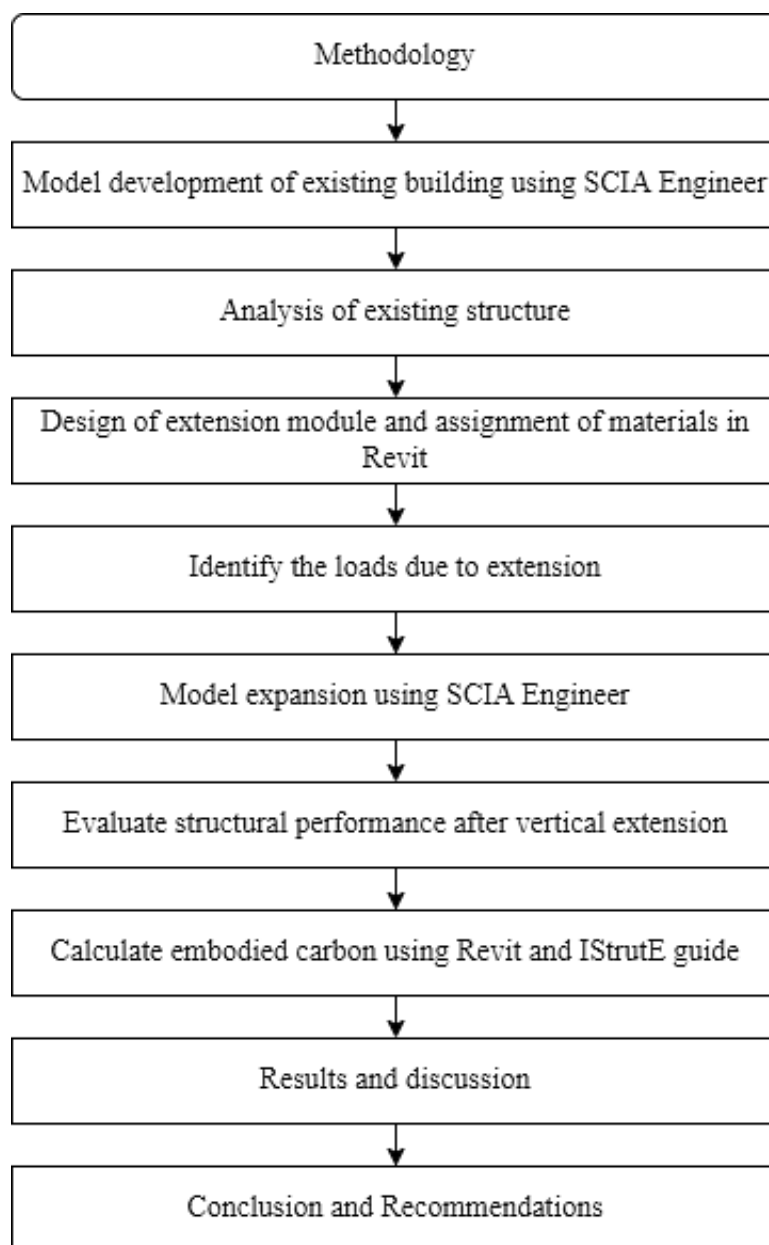 Methodology
Model development of existing building using SCIA Engineer
Analysis of existing structure
Design of extension module and assignment of materials in
Revit
Identify the loads due to extension
Model expansion using SCIA Engineer
Evaluate structural performance after vertical extension
Calculate embodied carbon using Revit and IStrutE guide
Results and discussion
Conclusion and Recommendations